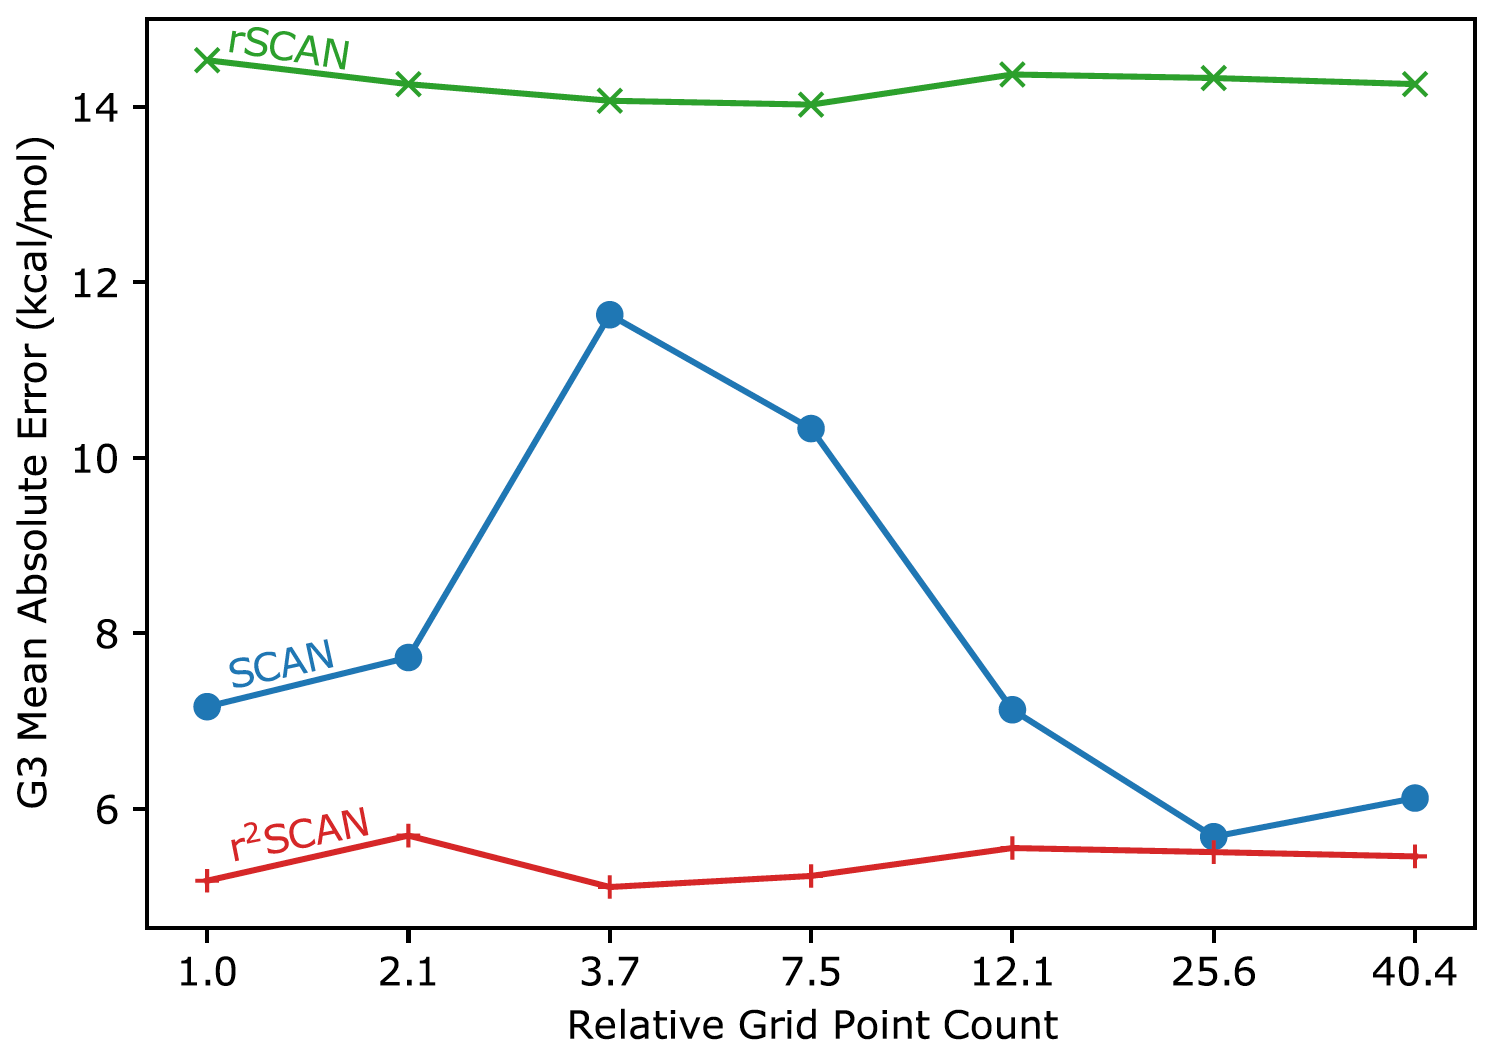 rSCAN
14
12
10
8
6
G3 Mean Absolute Error (kcal/mol)
SCAN
r²SCAN
1.0 2.1 3.7 7.5 12.1 25.6 40.4
Relative Grid Point Count